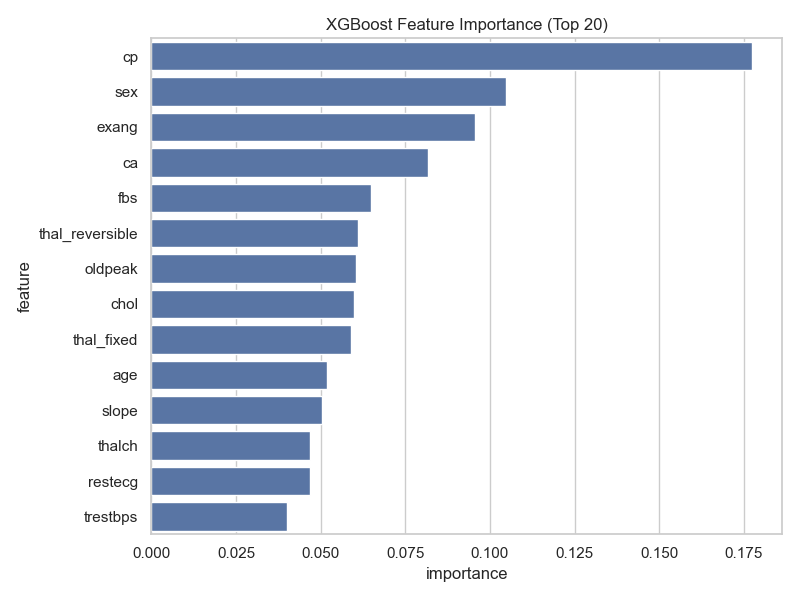 XGBoost Feature Importance (Top 20)
cp
sex
exang
ca
fbs
thal_reversible
oldpeak
chol
thal_fixed
age
slope
thalch
restecg
trestbps
feature
0.000 0.025 0.050 0.075 0.100 0.125 0.150 0.175
importance